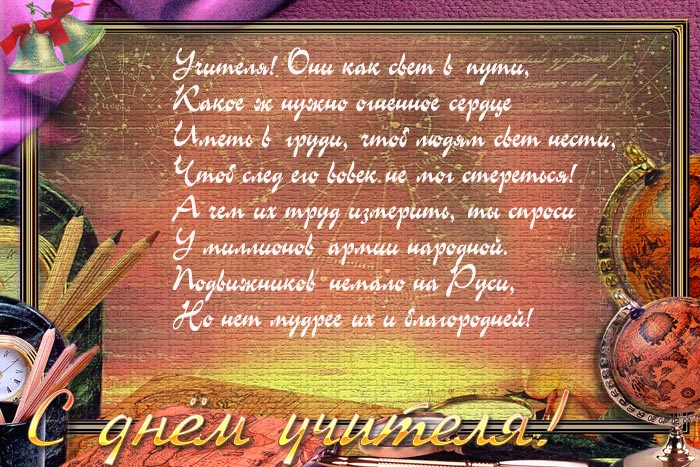 Учителя! Они как свет в пути,
Какое ж нужно огненное сердце
Иметь в груди, чтоб людям свет нести,
Чтоб след его вовек не мог стереться!
А чем их труд измерить, ты спроси
У миллионов армии народной.
Подвижников немало на Руси,
Но нет мудрее их и благородней!
С днём учителя!